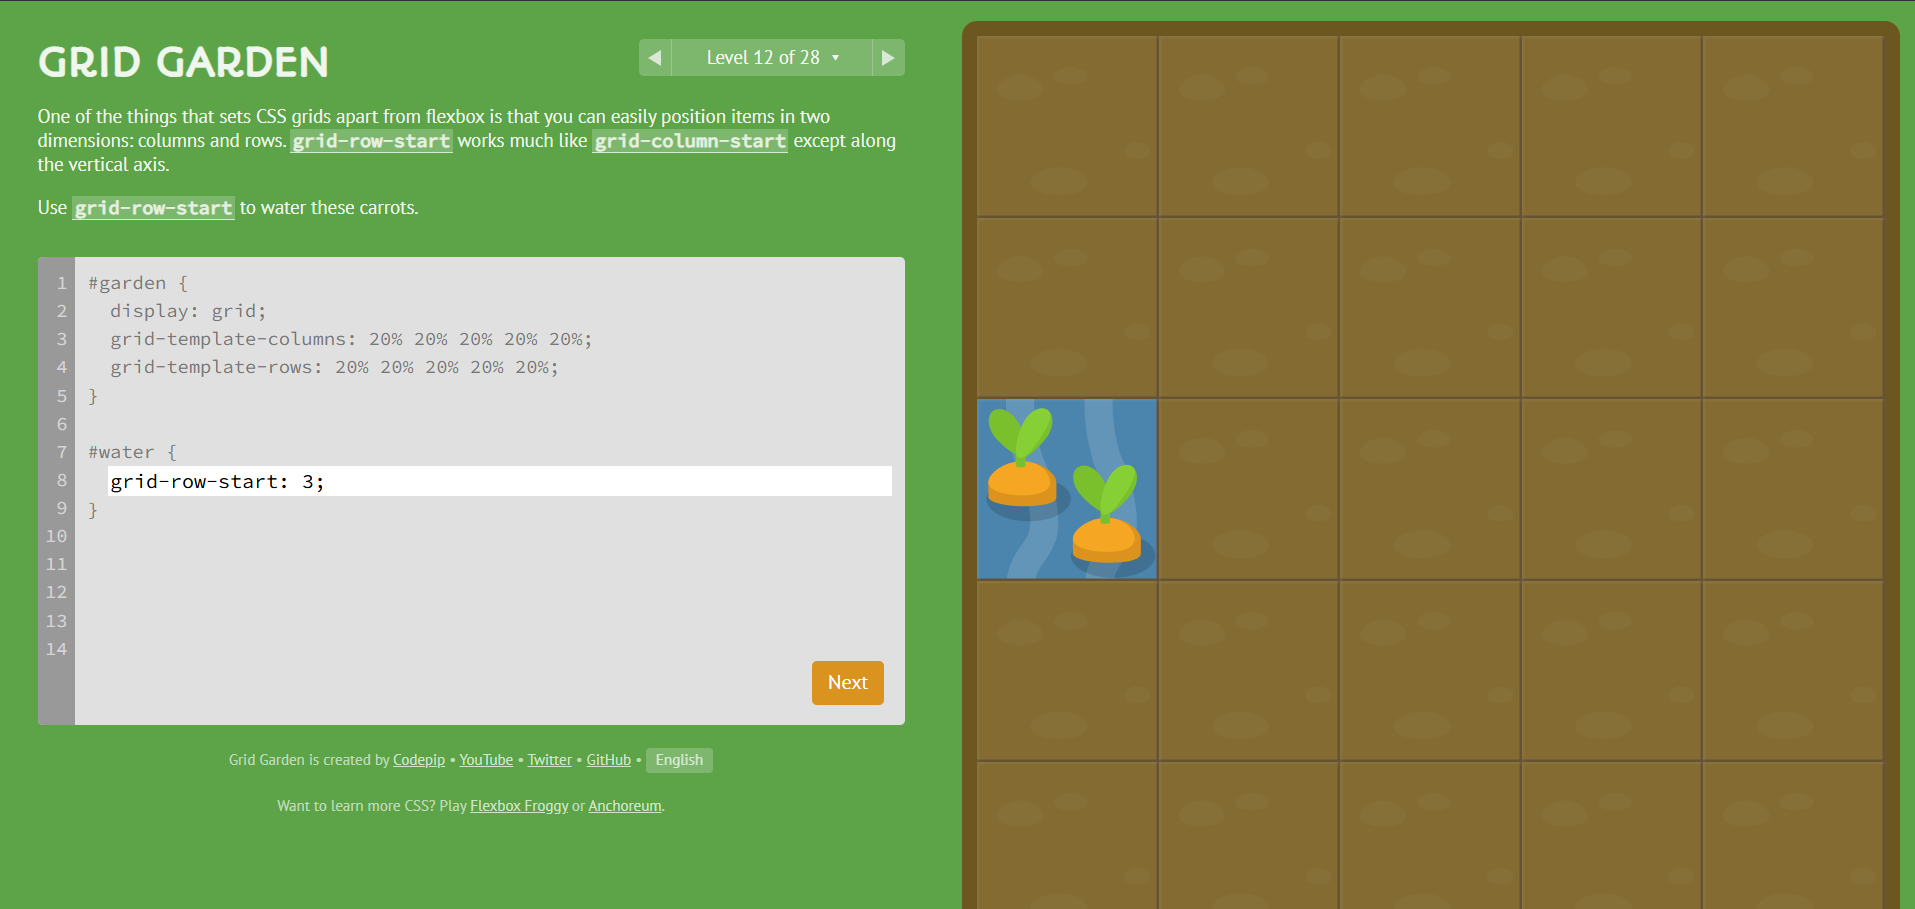 GRID GARDEN
◀ Level 12 of 28 ▼ ▶
One of the things that sets CSS grids apart from flexbox is that you can easily position items in two
dimensions: columns and rows. grid-row-start works much like grid-column-start except along
the vertical axis.
Use grid-row-start to water these carrots.
1 #garden {
2 display: grid;
3 grid-template-columns: 20% 20% 20% 20% 20%;
4 grid-template-rows: 20% 20% 20% 20% 20%;
5 }
6
7 #water {
8 grid-row-start: 3;
9 }
10
11
12
13
14
Next
Grid Garden is created by Codepip • YouTube • Twitter • GitHub • English
Want to learn more CSS? Play Flexbox Froggy or Anchoreum.